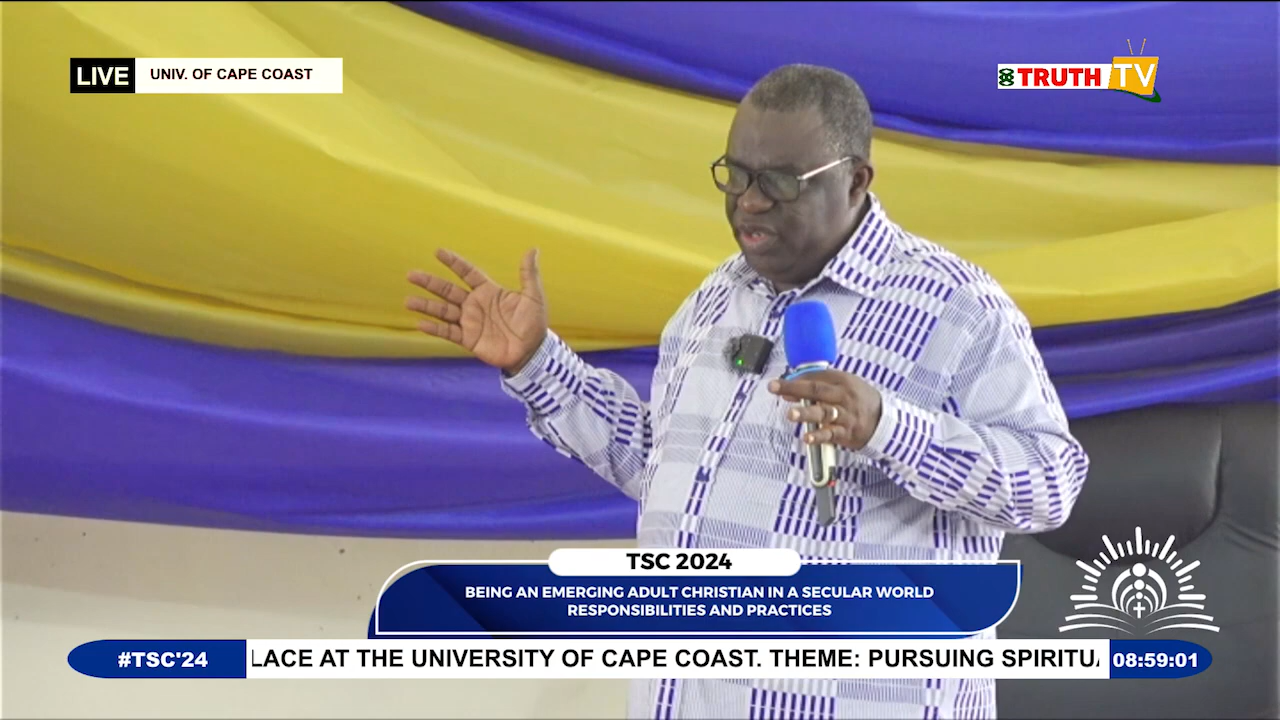 LIVE UNIV. OF CAPE COAST
TRUTH TV
TSC 2024
BEING AN EMERGING ADULT CHRISTIAN IN A SECULAR WORLD
RESPONSIBILITIES AND PRACTICES
#TSC'24 LACE AT THE UNIVERSITY OF CAPE COAST. THEME: PURSUING SPIRITU 08:59:01